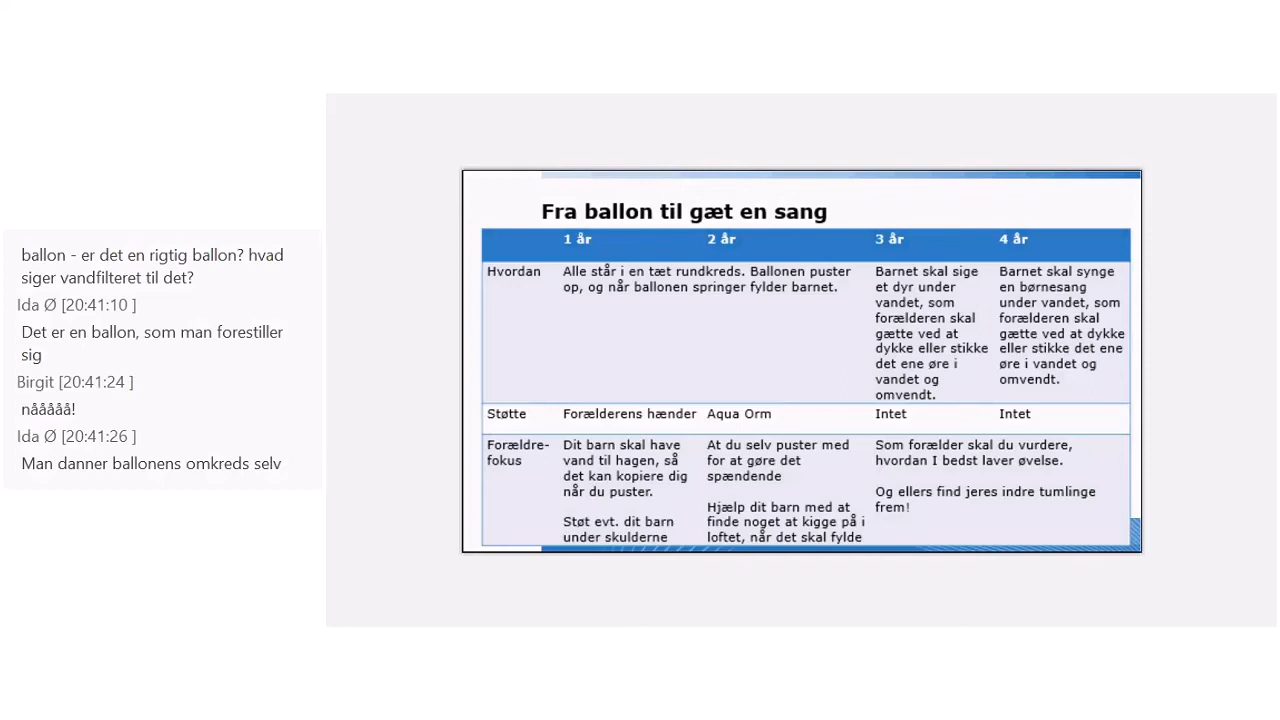 ballon - er det en rigtig ballon? hvad
siger vandfilteret til det?
Ida Ø [20:41:10 ]
Det er en ballon, som man forestiller
sig
Birgit [20:41:24 ]
nååååå!
Ida Ø [20:41:26 ]
Man danner ballonens omkreds selv
Fra ballon til gæt en sang
1 år
2 år
3 år
4 år
Hvordan
Alle står i en tæt rundkreds. Ballonen puster
op, og når ballonen springer fylder barnet.
Barnet skal sige
et dyr under
vandet, som
forælderen skal
gætte ved at
dykke eller stikke
det ene øre i
vandet og
omvendt.
Barnet skal synge
en børnesang
under vandet, som
forælderen skal
gætte ved at dykke
eller stikke det ene
øre i vandet og
omvendt.
Støtte
Forælderens hænder
Aqua Orm
Intet
Intet
Forældre-
fokus
Dit barn skal have
vand til hagen, så
det kan kopiere dig
når du puster.
Støt evt. dit barn
under skulderne
At du selv puster med
for at gøre det
spændende
Hjælp dit barn med at
finde noget at kigge på i
loftet, når det skal fylde
Som forælder skal du vurdere,
hvordan I bedst laver øvelse.
Og ellers find jeres indre tumlinge
frem!